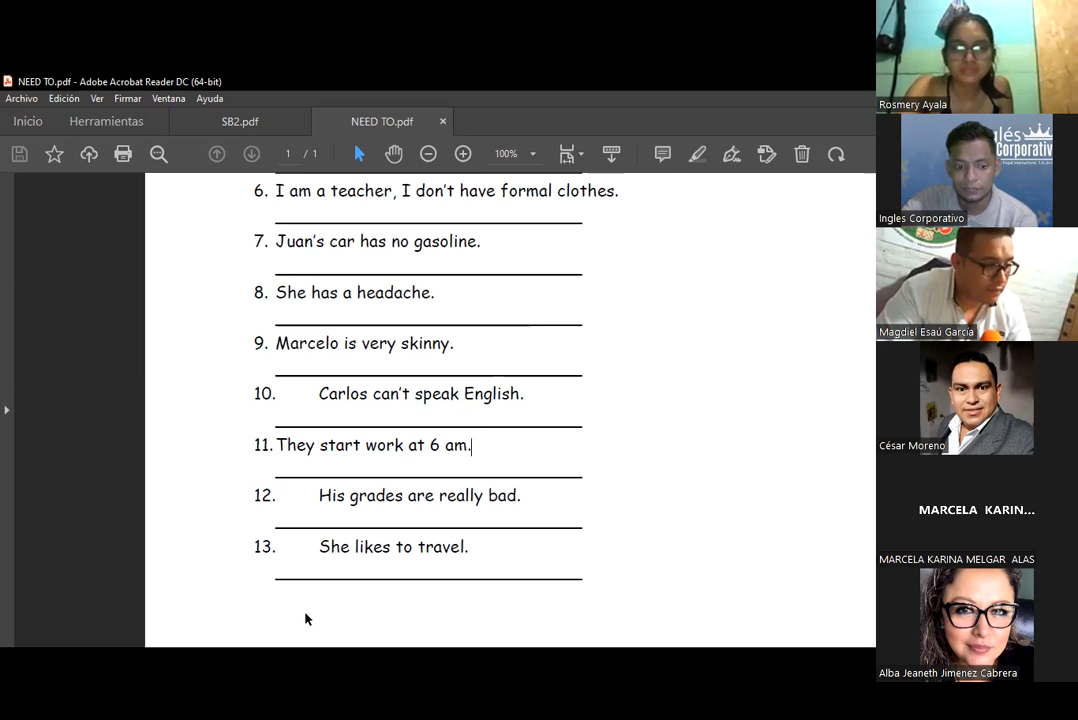 NEED TO.pdf - Adobe Acrobat Reader DC (64-bit)
Archivo Edición Ver Firmar Ventana Ayuda
Inicio Herramientas SB2.pdf NEED TO.pdf ×
1 / 1 100%
6. I am a teacher, I don't have formal clothes.
7. Juan's car has no gasoline.
8. She has a headache.
9. Marcelo is very skinny.
10. Carlos can't speak English.
11. They start work at 6 am.
12. His grades are really bad.
13. She likes to travel.
Rosmery Ayala
glés
Corporativ
Ingles Corporativo
Magdiel Esaú García
César Moreno
MARCELA KARIN...
MARCELA KARINA MELGAR ALAS
Alba Jeaneth Jimenez Cabrera